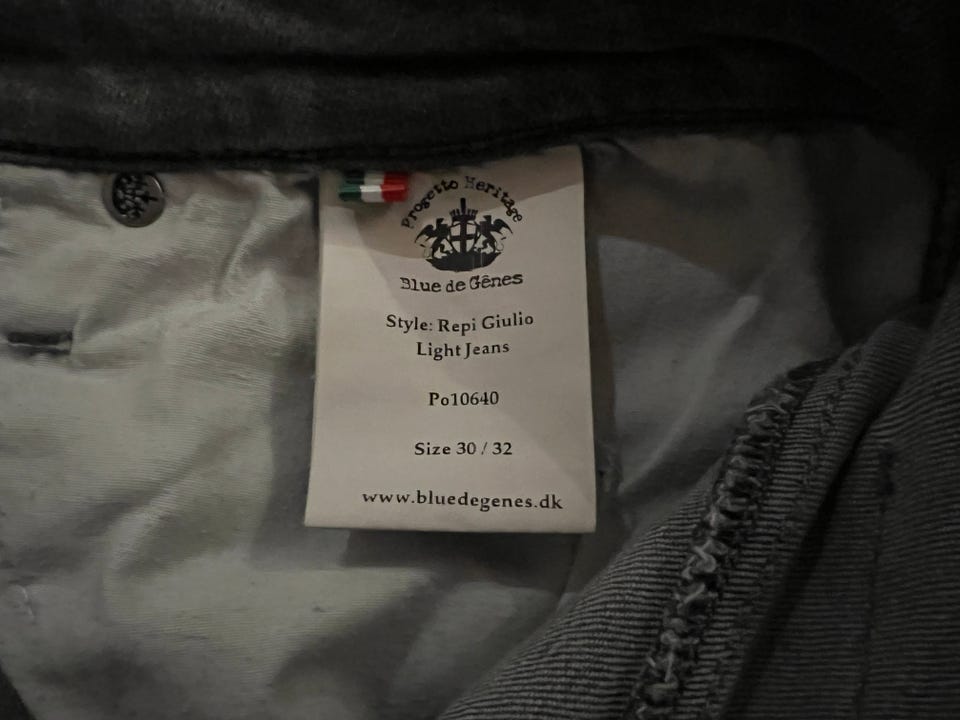 Progetto Heritage
Blue de Gênes
Style: Repi Giulio
Light Jeans
Po10640
Size 30 / 32
www.bluedegenes.dk